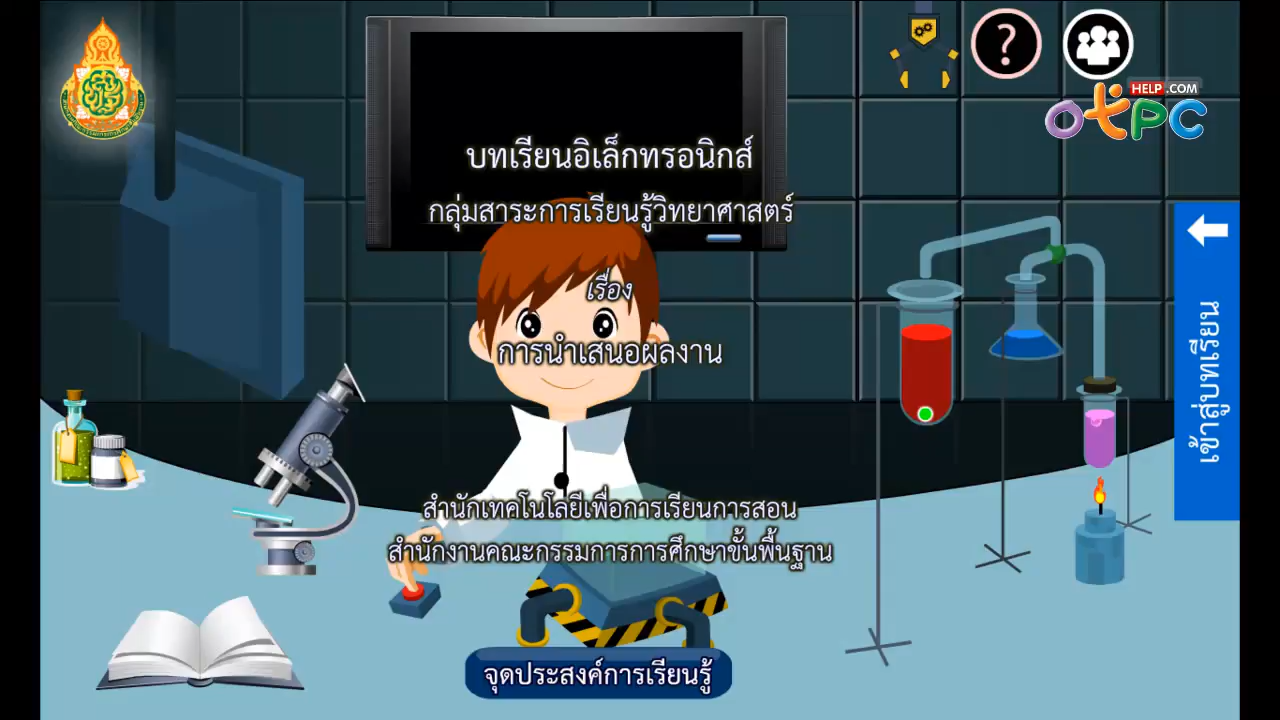 ?
HELP.COM
OTPC
บทเรียนอิเล็กทรอนิกส์
กลุ่มสาระการเรียนรู้วิทยาศาสตร์
เรื่อง
การนำเสนอผลงาน
เข้าสู่บทเรียน
สำนักเทคโนโลยีเพื่อการเรียนการสอน
สำนักงานคณะกรรมการการศึกษาขั้นพื้นฐาน
จุดประสงค์การเรียนรู้